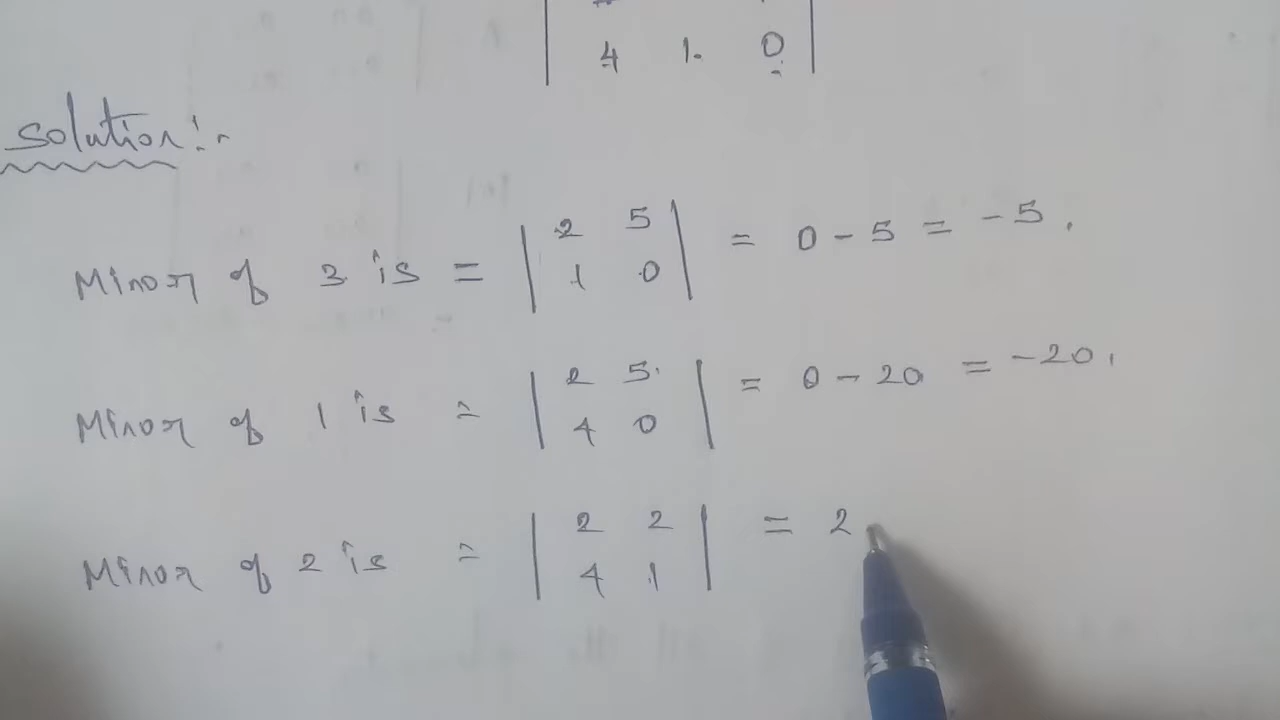 4 1. 0
Solution:-
Minor of 3 is = | 2 5 | = 0 - 5 = -5.
| 1 0 |
Minor of 1 is = | 2 5 | = 0 - 20 = -20.
| 4 0 |
Minor of 2 is = | 2 2 | = 2
| 4 1 |